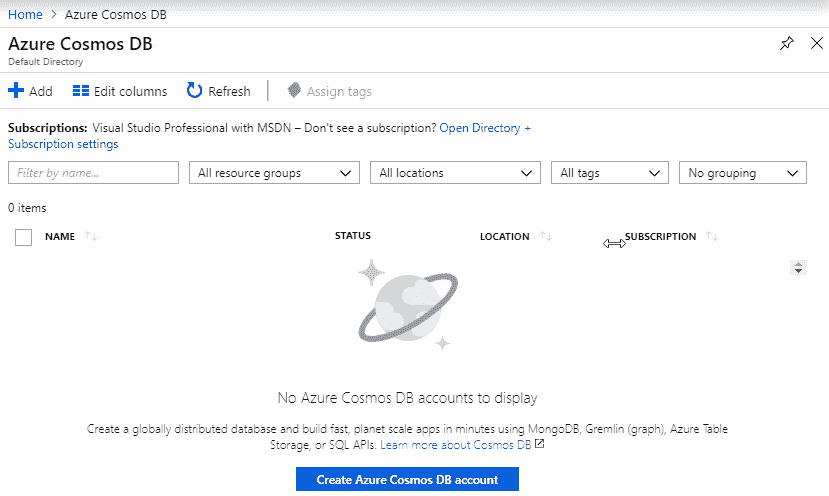 Home > Azure Cosmos DB
Azure Cosmos DB
Default Directory
Add Edit columns Refresh Assign tags
Subscriptions: Visual Studio Professional with MSDN – Don't see a subscription? Open Directory +
Subscription settings
Filter by name... All resource groups All locations All tags No grouping
0 items
NAME STATUS LOCATION SUBSCRIPTION
No Azure Cosmos DB accounts to display
Create a globally distributed database and build fast, planet scale apps in minutes using MongoDB, Gremlin (graph), Azure Table
Storage, or SQL APIs. Learn more about Cosmos DB
Create Azure Cosmos DB account